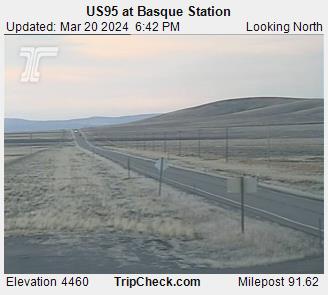 US95 at Basque Station
Updated: Mar 20 2024 6:42 PM Looking North
Elevation 4460 TripCheck.com Milepost 91.62